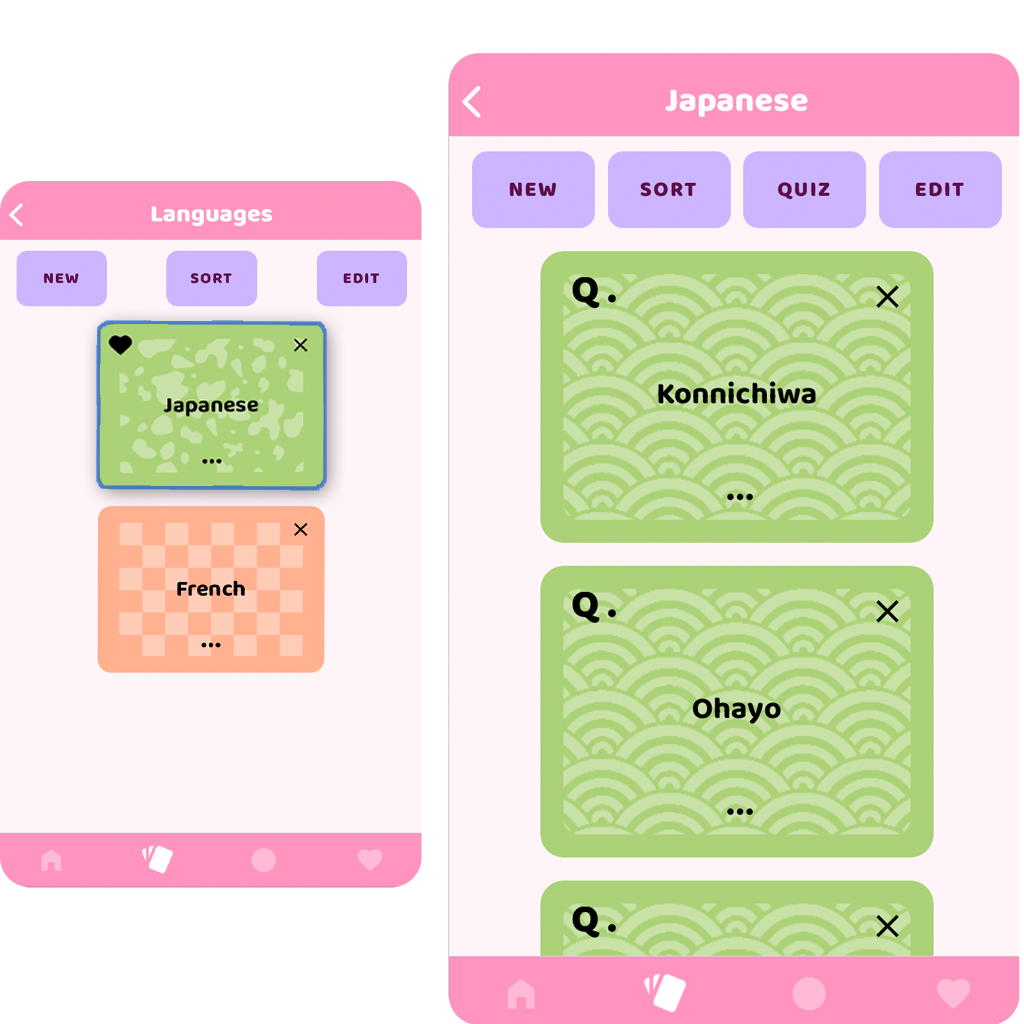 Languages
NEW SORT EDIT
Japanese
...
French
...
Japanese
NEW SORT QUIZ EDIT
Q.
Konnichiwa
...
Q.
Ohayo
...
Q.